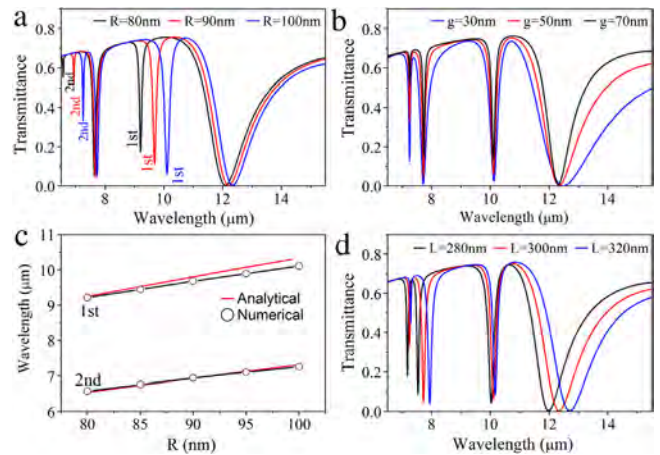 a
R=80nm R=90nm R=100nm
Transmittance
0.8
0.6
0.4
0.2
0.0
2nd
2nd
2nd
1st
1st
1st
8 10 12 14
Wavelength (μm)
b
g=30nm g=50nm g=70nm
Transmittance
0.8
0.6
0.4
0.2
0.0
8 10 12 14
Wavelength (μm)
c
Wavelength (μm)
11
10
9
8
7
6
1st
2nd
Analytical
Numerical
80 85 90 95 100
R (nm)
d
L=280nm L=300nm L=320nm
Transmittance
0.8
0.6
0.4
0.2
0.0
8 10 12 14
Wavelength (μm)